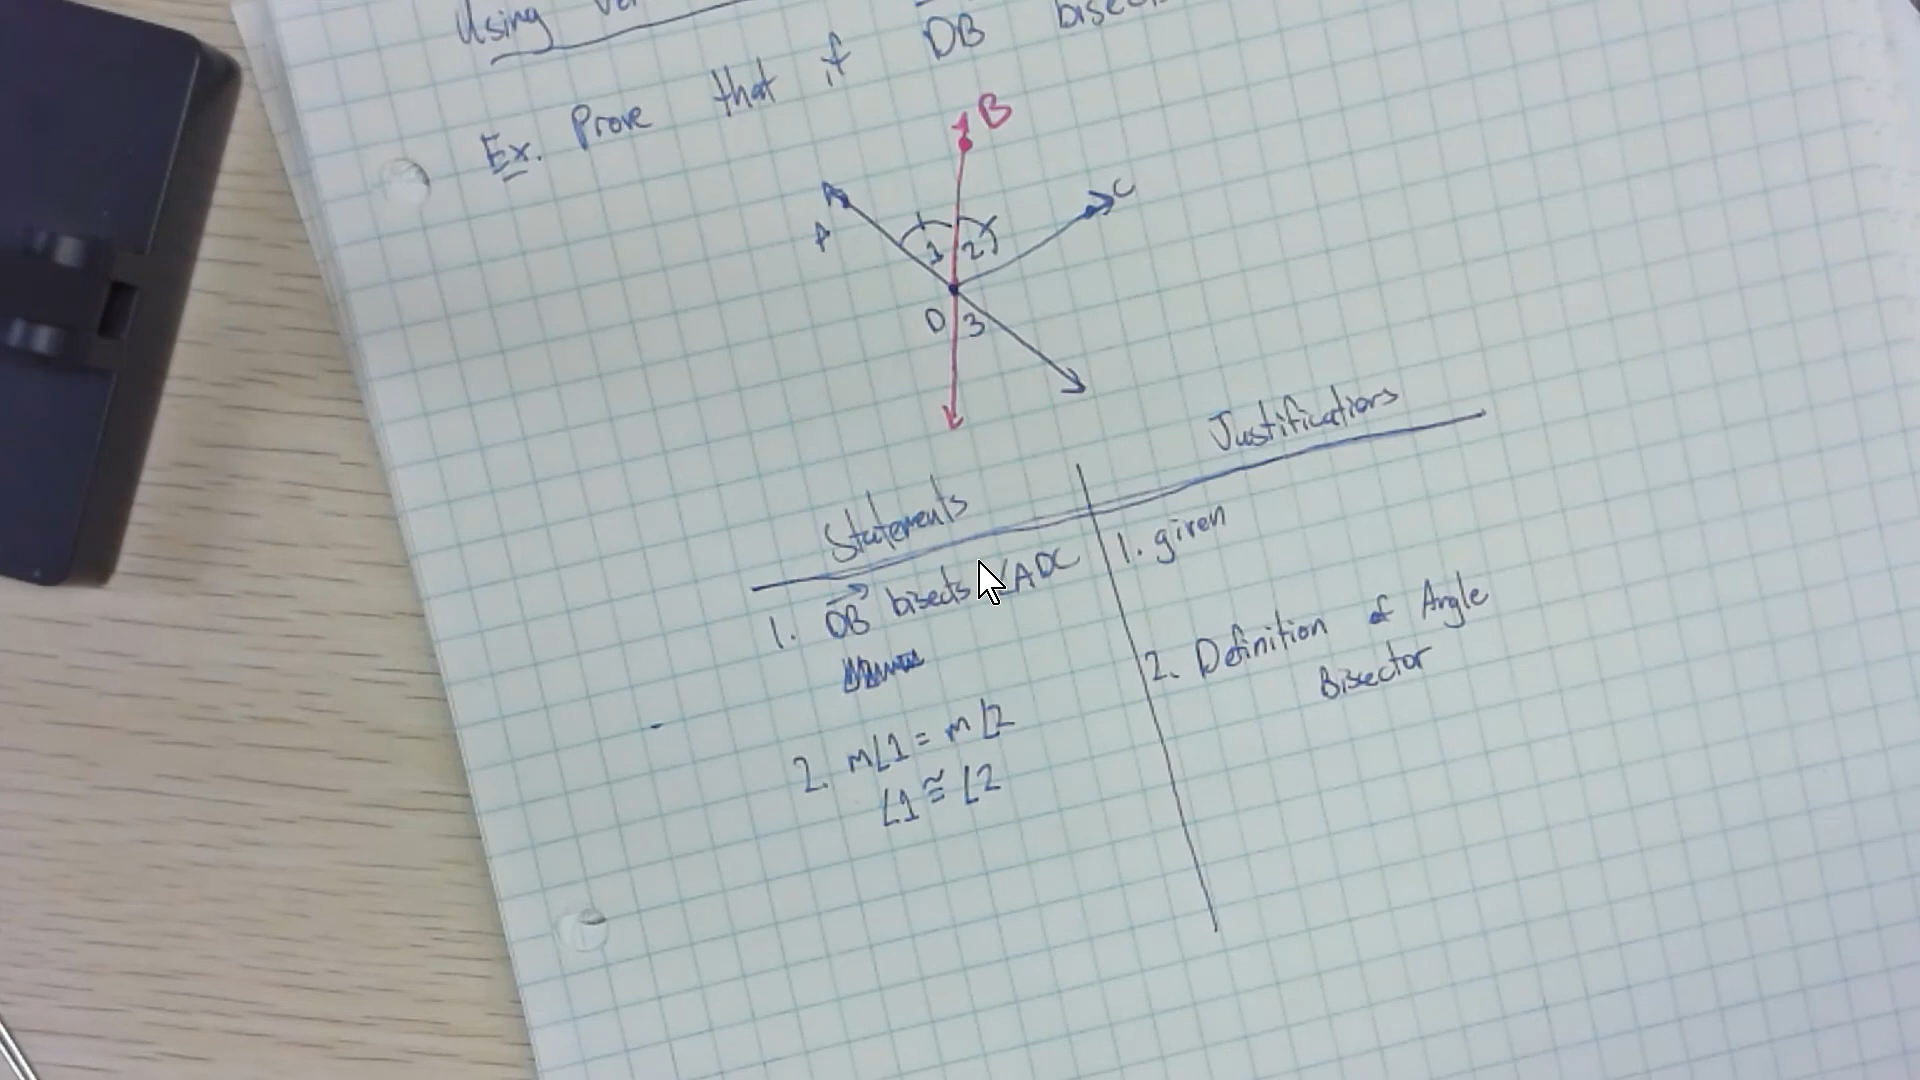 Using
Ex. Prove that if DB
B
A
C
1 2
D 3
Statements
Justifications
1. DB bisects ∠ADC
1. given
2. m∠1 = m∠2
∠1 ≅ ∠2
2. Definition of Angle
Bisector